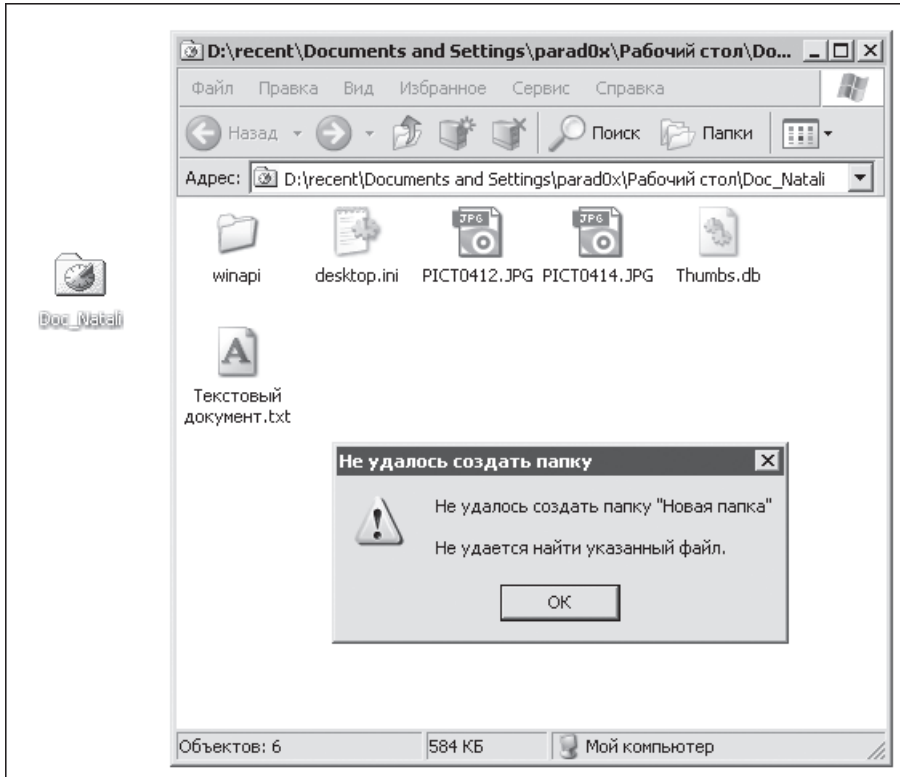 D:\recent\Documents and Settings\parad0x\Рабочий стол\Do...
Файл Правка Вид Избранное Сервис Справка
Назад Поиск Папки
Адрес: D:\recent\Documents and Settings\parad0x\Рабочий стол\Doc_Natali
JPG JPG
winapi desktop.ini PICT0412.JPG PICT0414.JPG Thumbs.db
Doc_Natali
A
Текстовый
документ.txt
Не удалось создать папку
Не удалось создать папку "Новая папка"
Не удается найти указанный файл.
ОК
Объектов: 6 584 КБ Мой компьютер